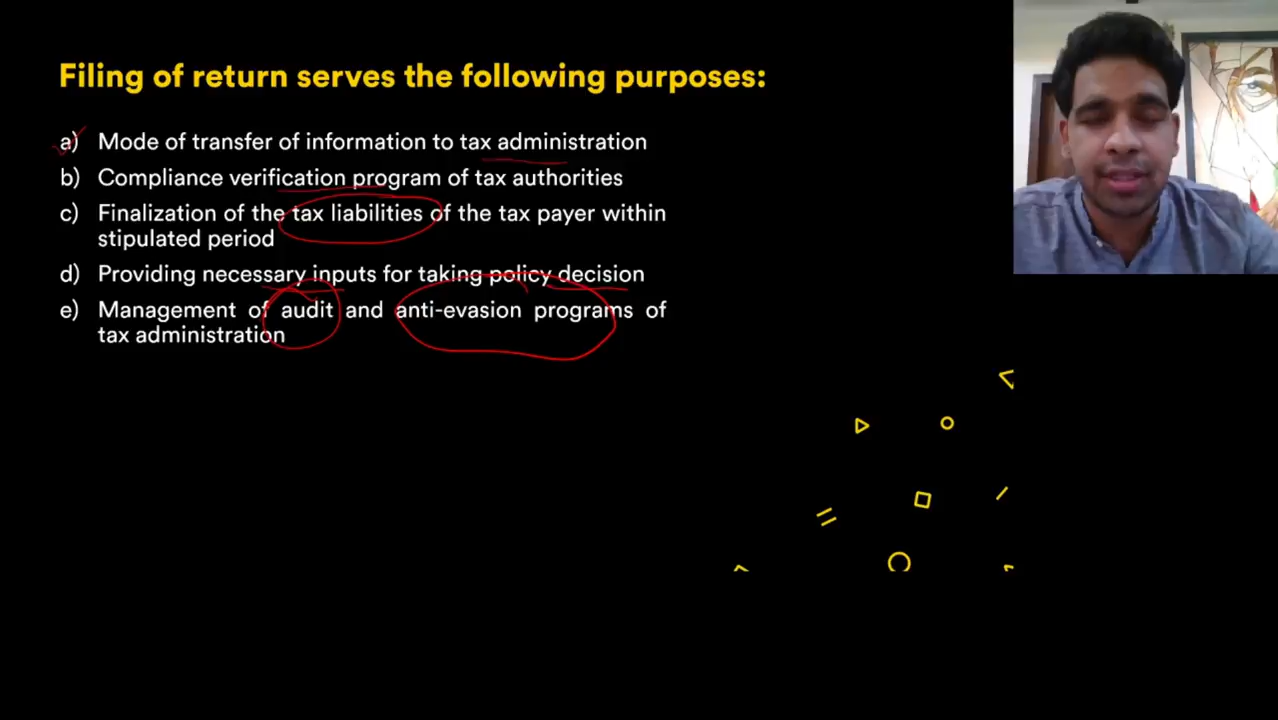 Filing of return serves the following purposes:
a) Mode of transfer of information to tax administration
b) Compliance verification program of tax authorities
c) Finalization of the tax liabilities of the tax payer within
stipulated period
d) Providing necessary inputs for taking policy decision
e) Management of audit and anti-evasion programs of
tax administration